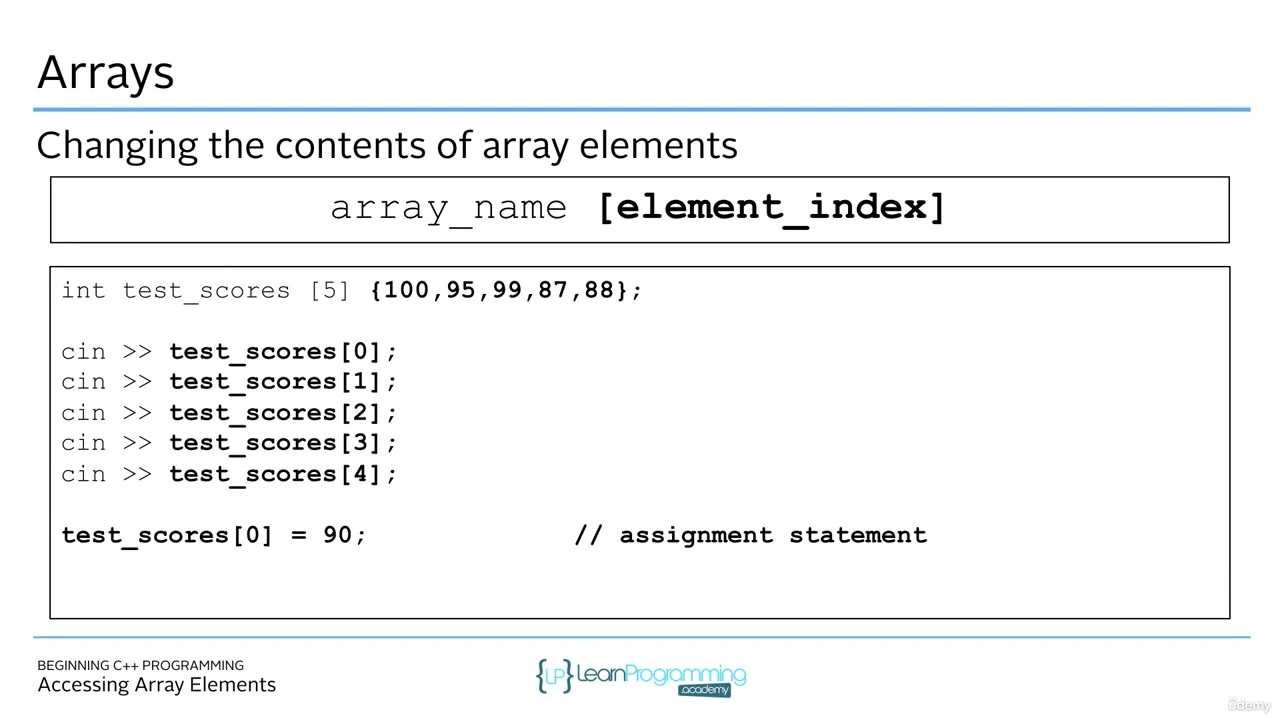 Arrays
Changing the contents of array elements
array_name [element_index]
int test_scores [5] {100,95,99,87,88};
cin >> test_scores[0];
cin >> test_scores[1];
cin >> test_scores[2];
cin >> test_scores[3];
cin >> test_scores[4];
test_scores[0] = 90; // assignment statement
BEGINNING C++ PROGRAMMING
Accessing Array Elements
{LP} LearnProgramming
.academy
ûdemy